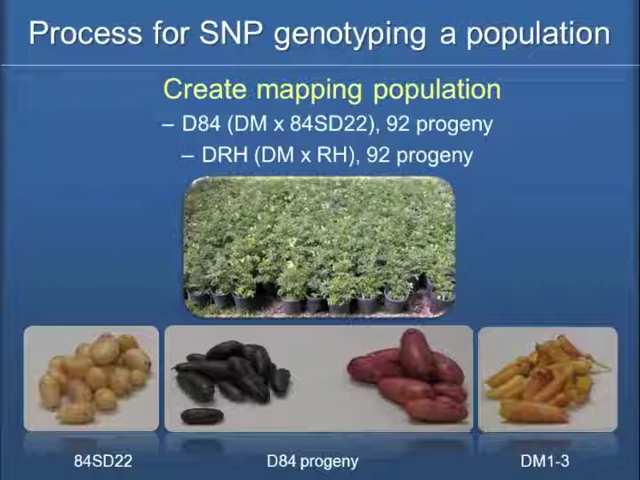 Process for SNP genotyping a population
Create mapping population
– D84 (DM x 84SD22), 92 progeny
– DRH (DM x RH), 92 progeny
84SD22
D84 progeny
DM1-3